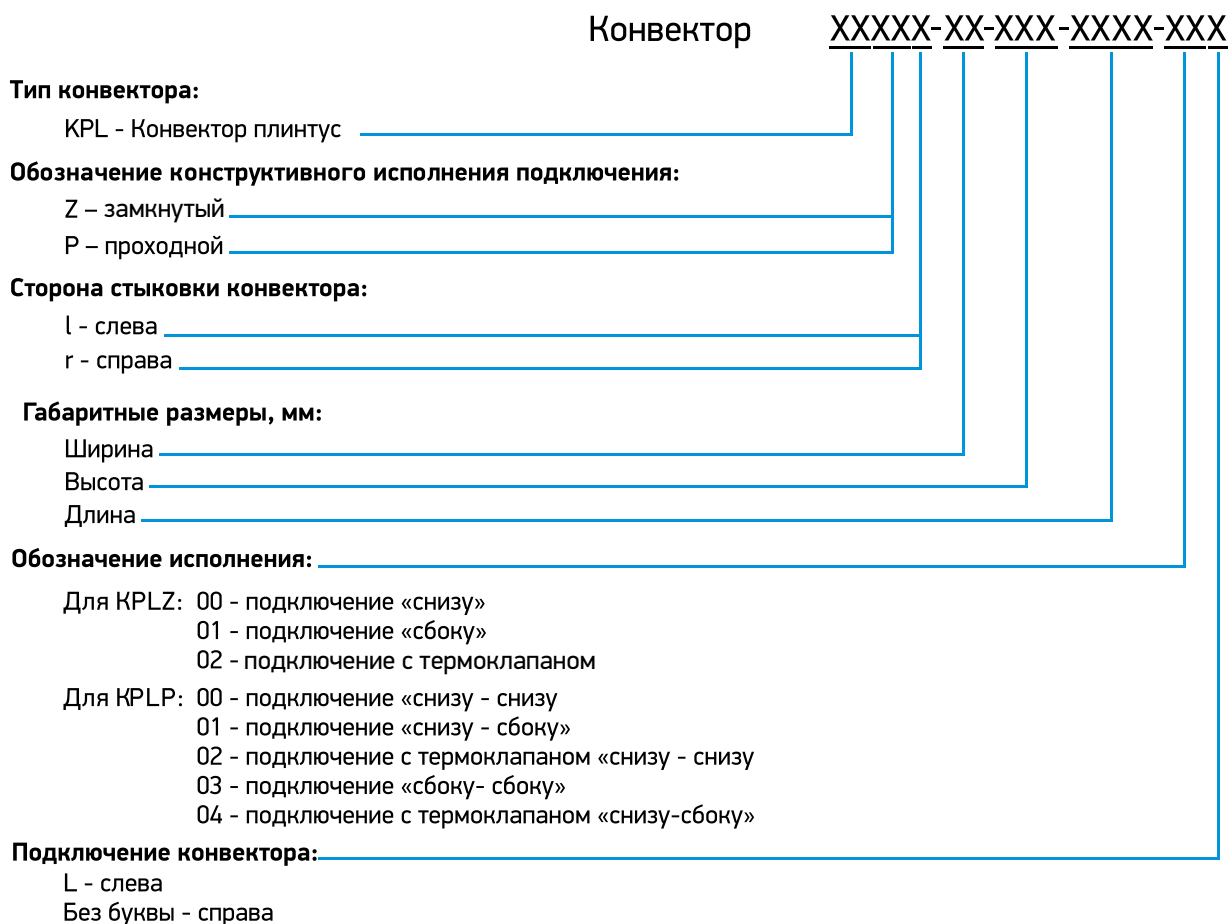 Конвектор XXXXX-XX-XXX-XXXX-XXX
Тип конвектора:
KPL - Конвектор плинтус
Обозначение конструктивного исполнения подключения:
Z – замкнутый
P – проходной
Сторона стыковки конвектора:
l - слева
r - справа
Габаритные размеры, мм:
Ширина
Высота
Длина
Обозначение исполнения:
Для KPLZ: 00 - подключение «снизу»
01 - подключение «сбоку»
02 - подключение с термоклапаном
Для KPLP: 00 - подключение «снизу - снизу
01 - подключение «снизу - сбоку»
02 - подключение с термоклапаном «снизу - снизу
03 - подключение «сбоку- сбоку»
04 - подключение с термоклапаном «снизу-сбоку»
Подключение конвектора:
L - слева
Без буквы - справа